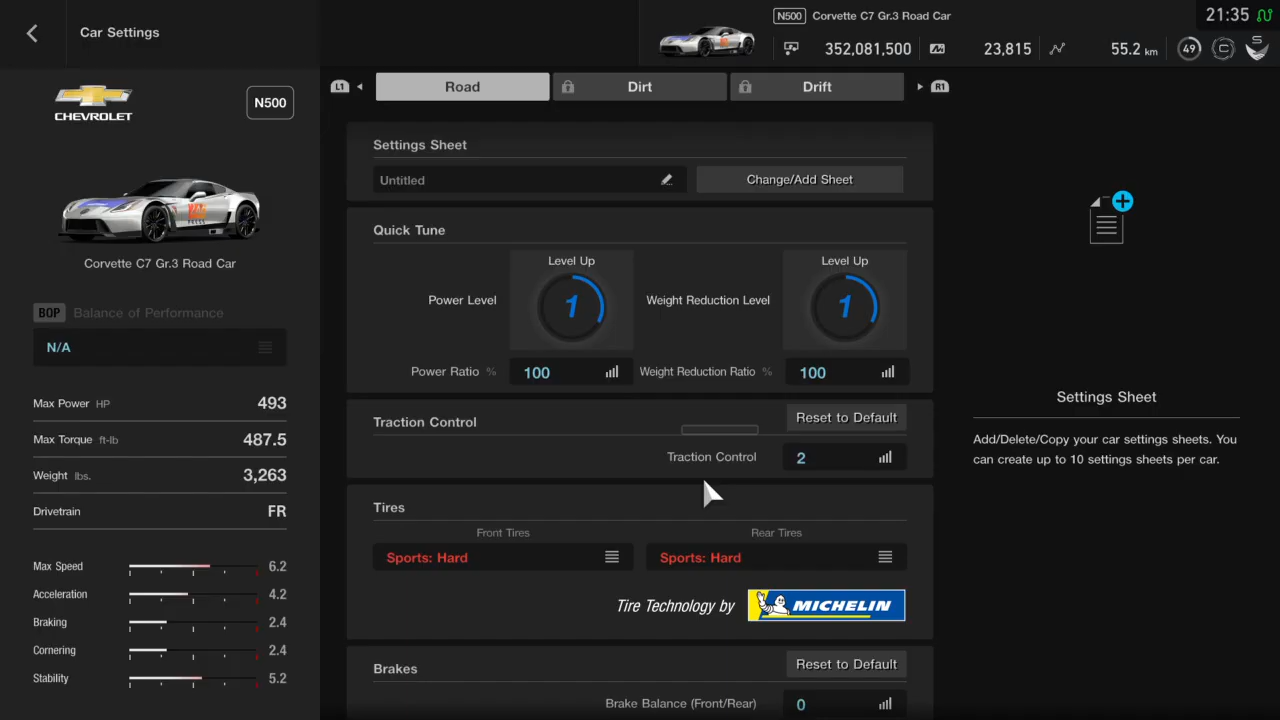 Car Settings
N500 Corvette C7 Gr.3 Road Car
21:35
352,081,500 23,815 55.2 km 49 C S
CHEVROLET
N500
Corvette C7 Gr.3 Road Car
BOP Balance of Performance
N/A
Max Power HP 493
Max Torque ft-lb 487.5
Weight lbs. 3,263
Drivetrain FR
Max Speed 6.2
Acceleration 4.2
Braking 2.4
Cornering 2.4
Stability 5.2
L1 Road Dirt Drift R1
Settings Sheet
Untitled Change/Add Sheet
Quick Tune
Level Up Level Up
Power Level 1 Weight Reduction Level 1
Power Ratio % 100 Weight Reduction Ratio % 100
Traction Control Reset to Default
Traction Control 2
Tires
Front Tires Rear Tires
Sports: Hard Sports: Hard
Tire Technology by MICHELIN
Brakes Reset to Default
Brake Balance (Front/Rear) 0
Settings Sheet
Add/Delete/Copy your car settings sheets. You
can create up to 10 settings sheets per car.